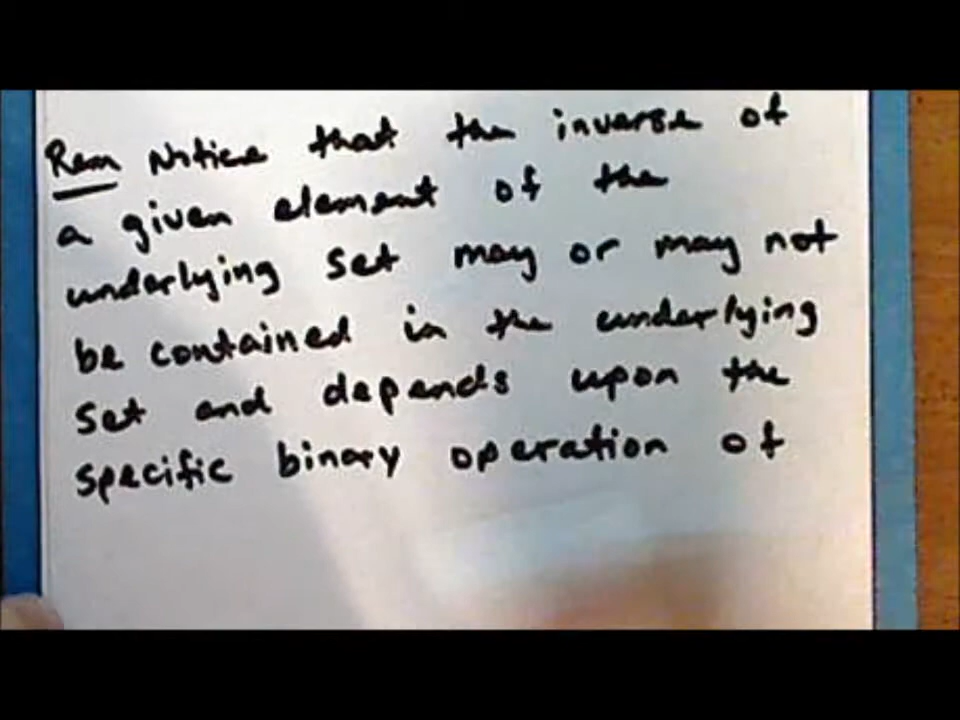 Rem Notice that the inverse of
a given element of the
underlying set may or may not
be contained in the underlying
set and depends upon the
specific binary operation of